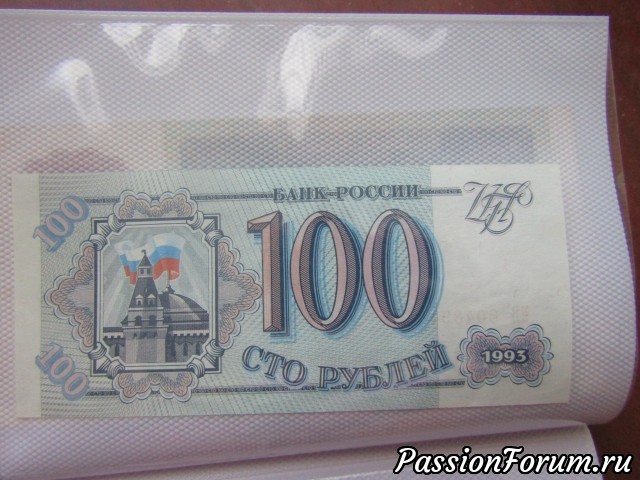 100
БАНК РОССИИ
100
СТО РУБЛЕЙ
1993
100
PassionForum.ru